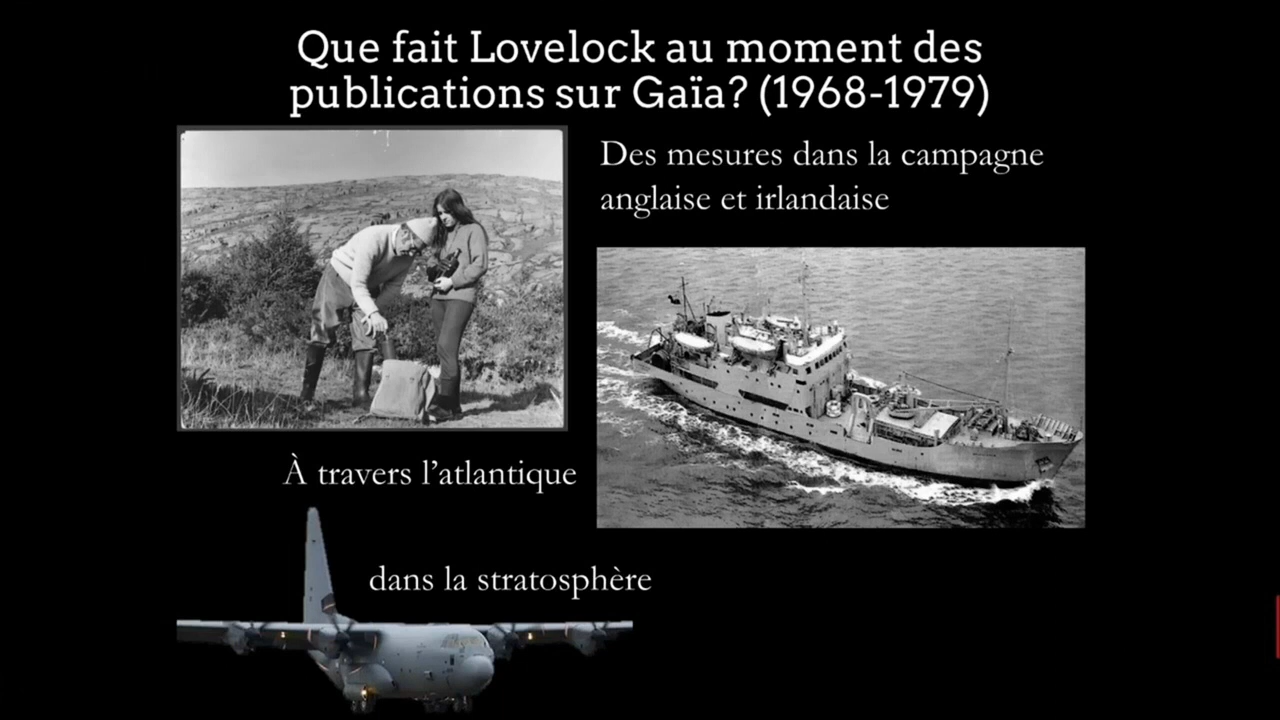 Que fait Lovelock au moment des
publications sur Gaïa? (1968-1979)
Des mesures dans la campagne
anglaise et irlandaise
À travers l’atlantique
dans la stratosphère